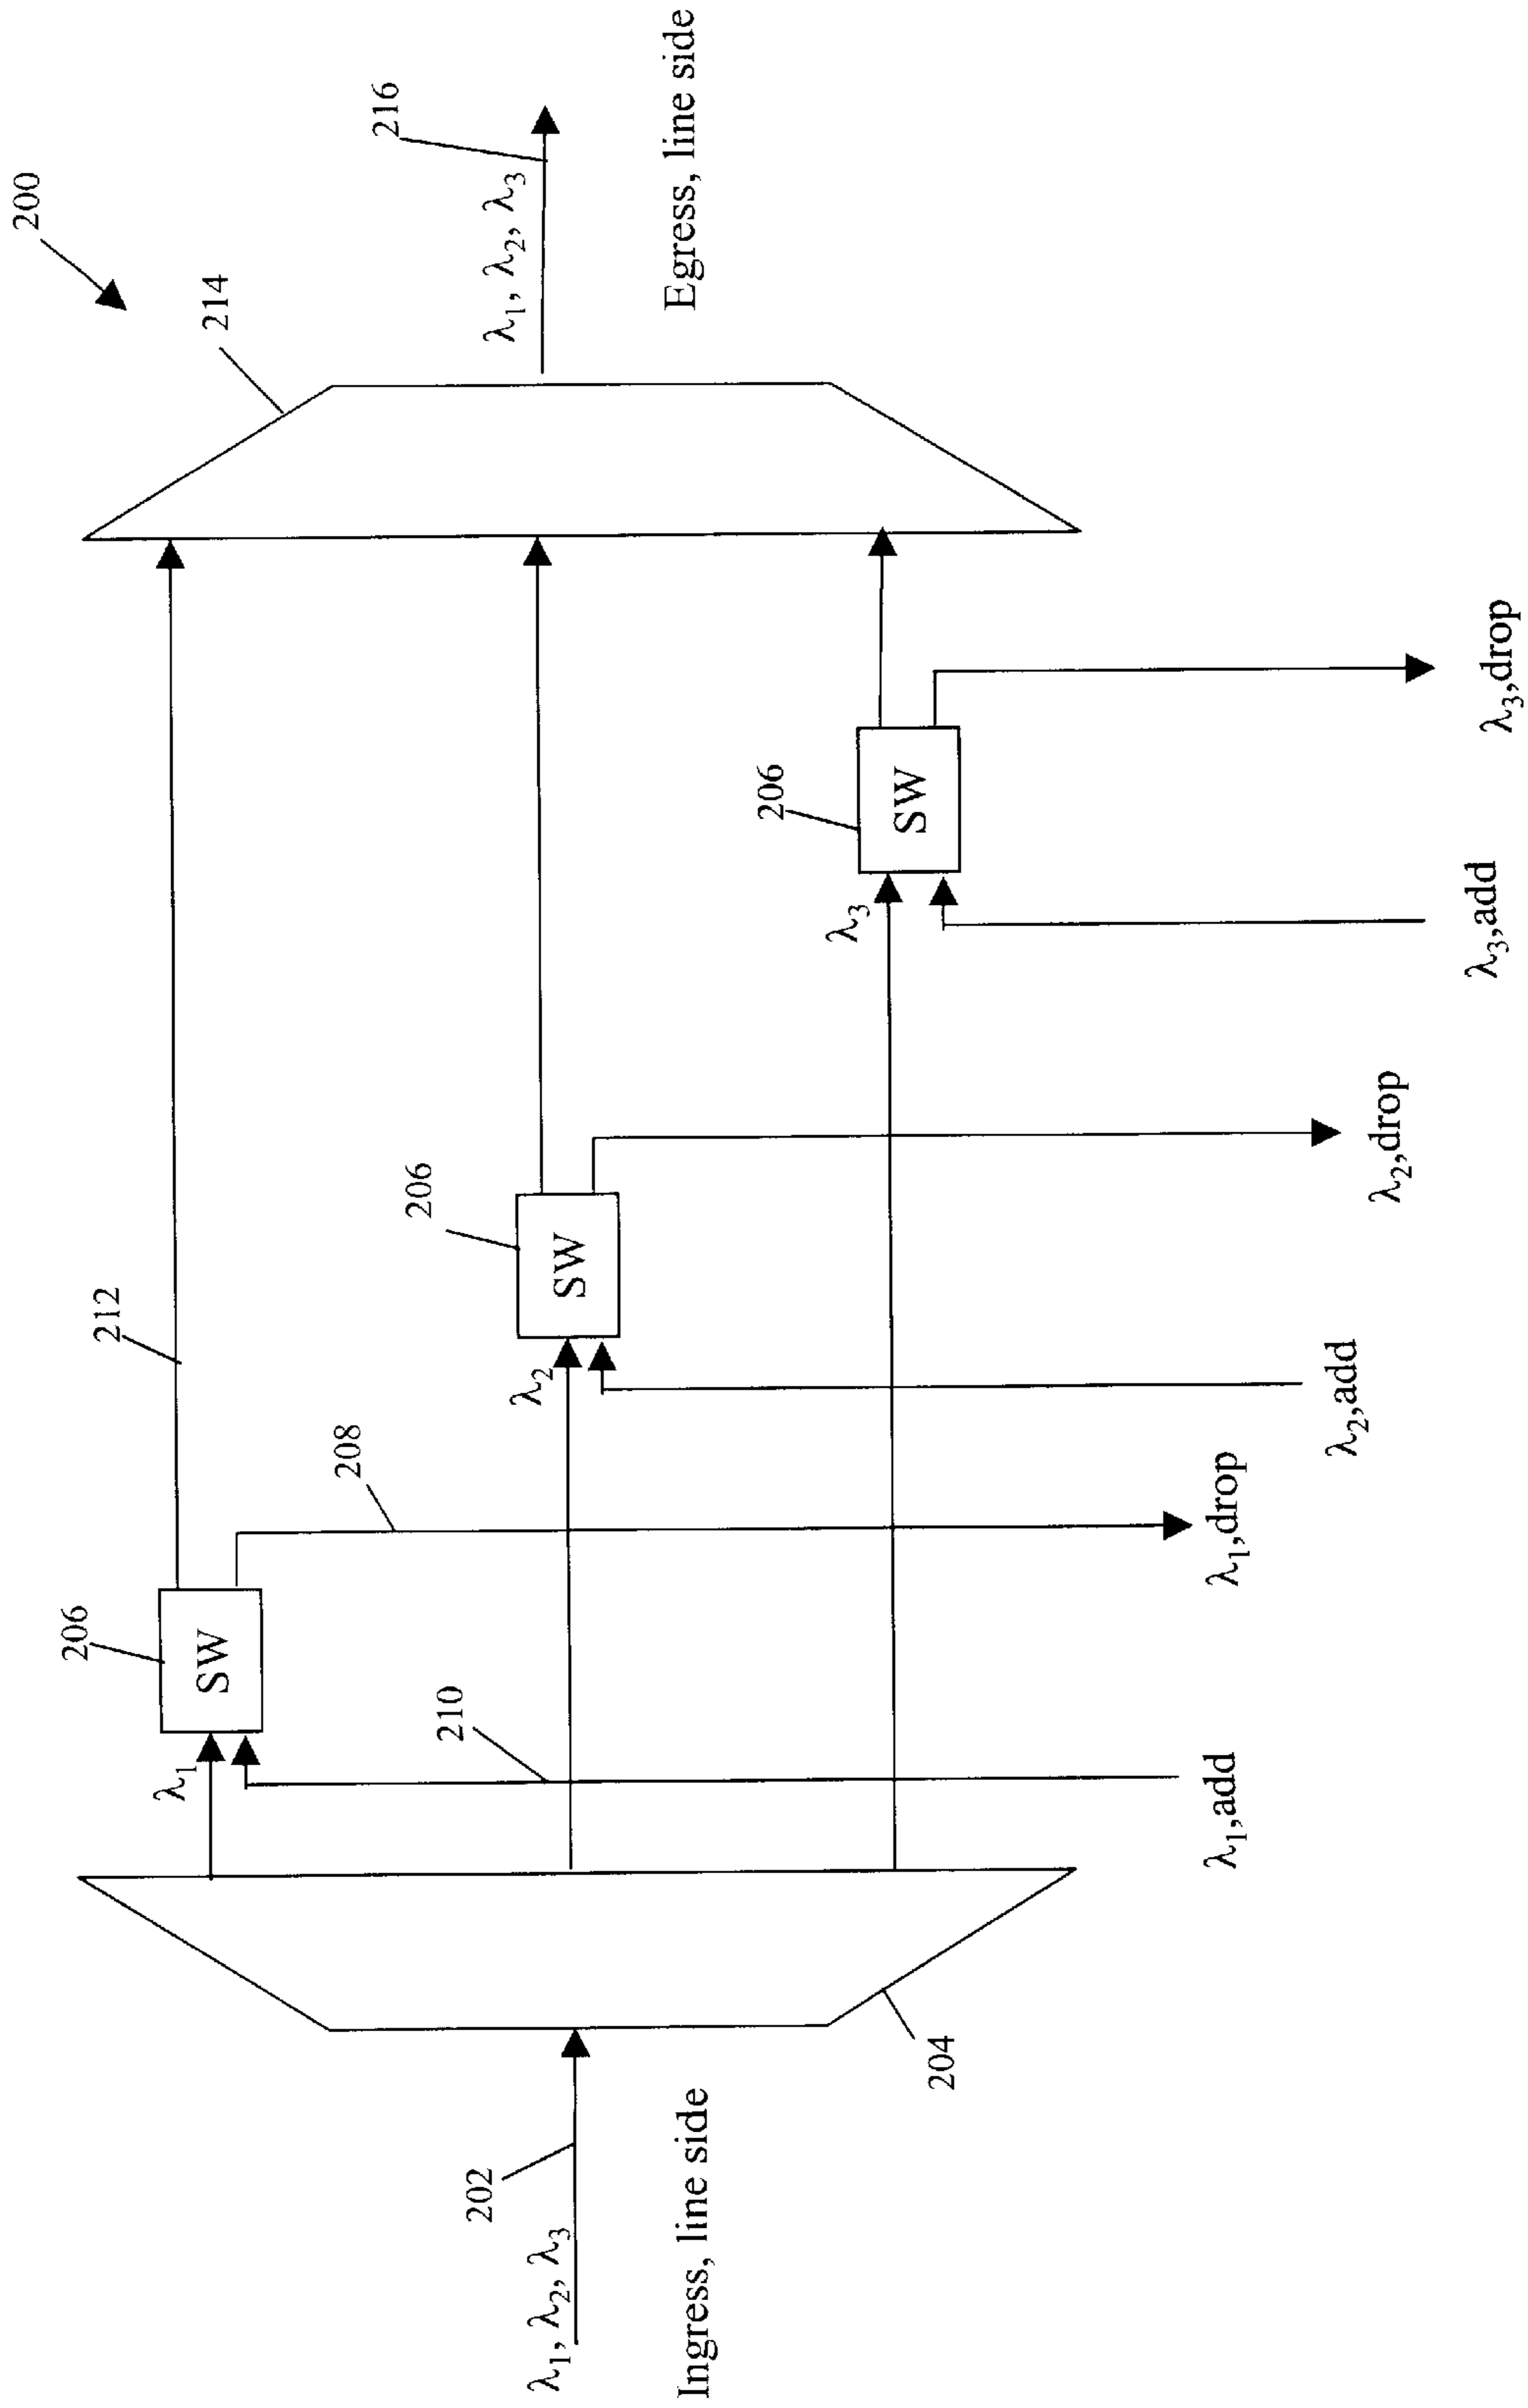 200
λ₁, λ₂, λ₃
202
Ingress, line side
204
λ₁
206
SW
210
λ₁,add
208
λ₁,drop
212
λ₂
206
SW
λ₂,add
λ₂,drop
λ₃
206
SW
λ₃,add
λ₃,drop
214
λ₁, λ₂, λ₃
216
Egress, line side